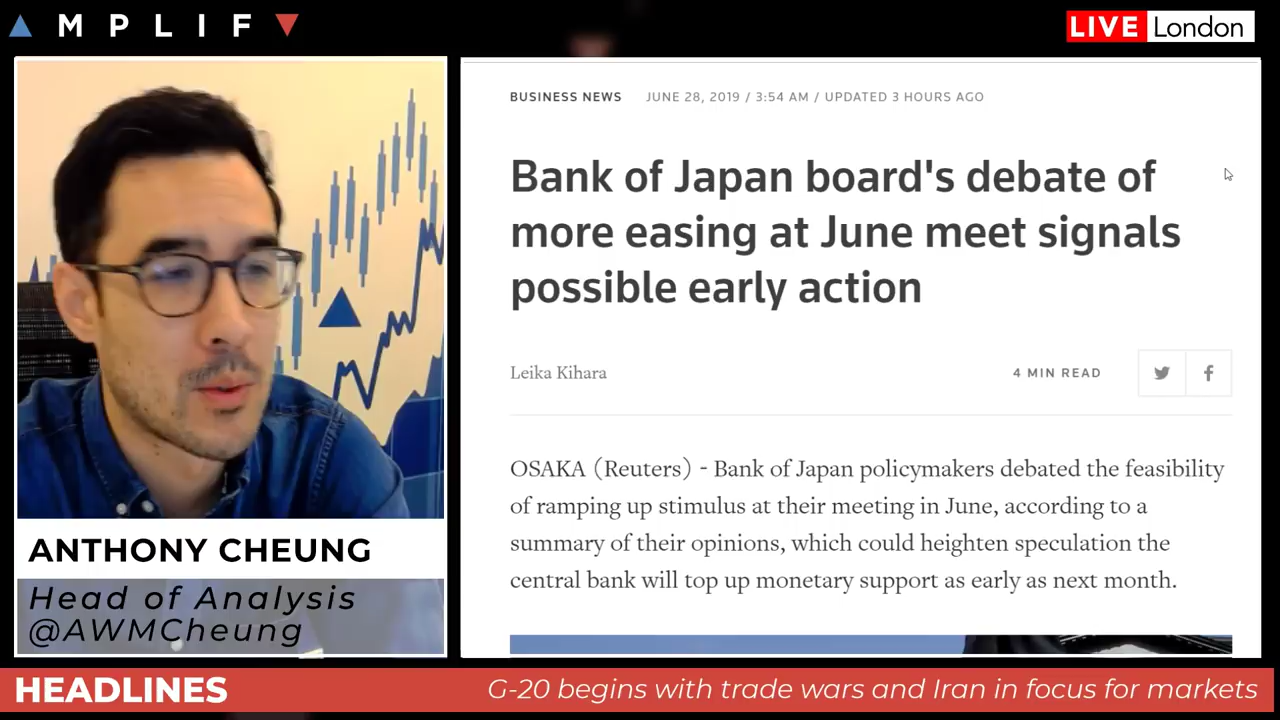 AMPLIFY
LIVE London
BUSINESS NEWS JUNE 28, 2019 / 3:54 AM / UPDATED 3 HOURS AGO
Bank of Japan board's debate of
more easing at June meet signals
possible early action
Leika Kihara
4 MIN READ
OSAKA (Reuters) - Bank of Japan policymakers debated the feasibility
of ramping up stimulus at their meeting in June, according to a
summary of their opinions, which could heighten speculation the
central bank will top up monetary support as early as next month.
ANTHONY CHEUNG
Head of Analysis
@AWMCheung
HEADLINES
G-20 begins with trade wars and Iran in focus for markets